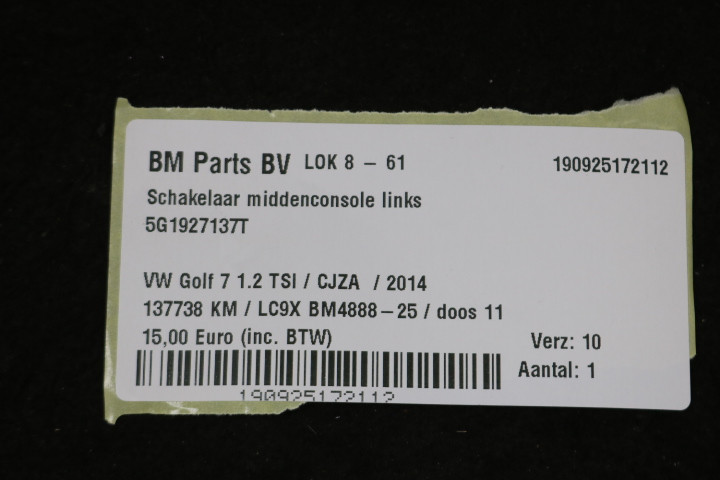 BM Parts BV LOK 8 - 61 190925172112
Schakelaar middenconsole links
5G1927137T
VW Golf 7 1.2 TSI / CJZA / 2014
137738 KM / LC9X BM4888-25 / doos 11
15,00 Euro (inc. BTW) Verz: 10
Aantal: 1
190925172112